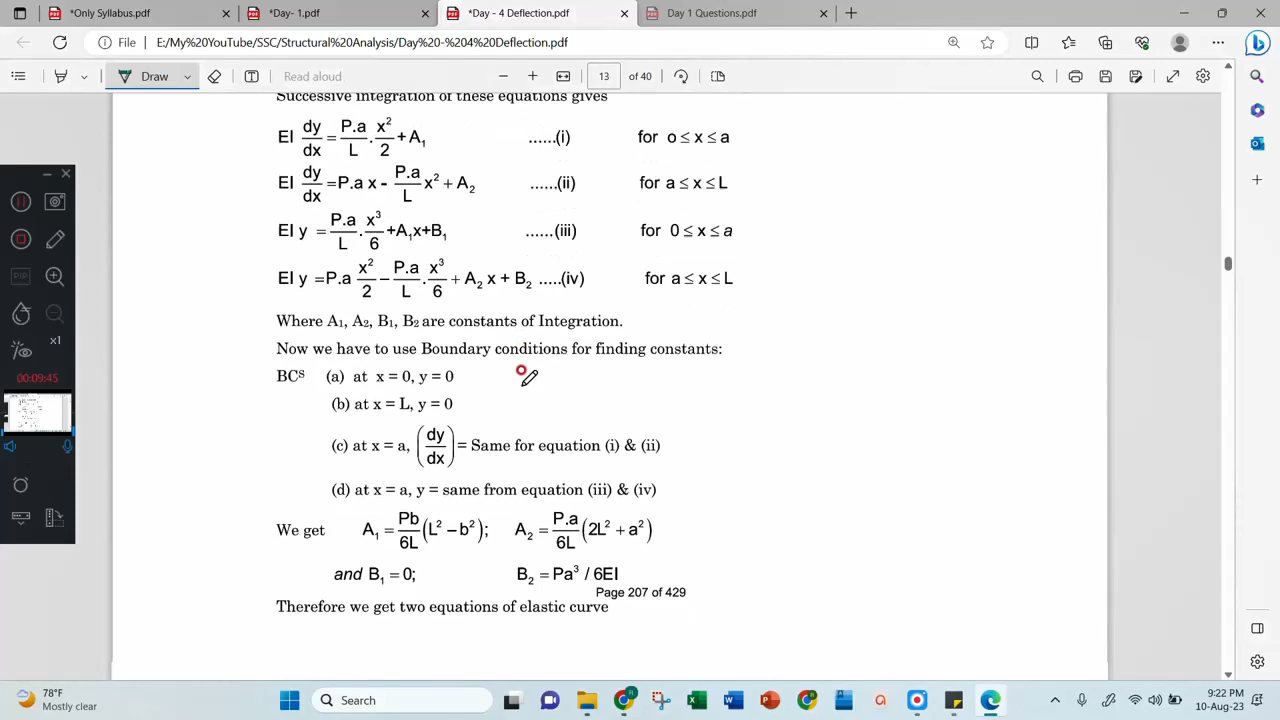 *Only Syllabus.pdf
*Day- 1.pdf
*Day - 4 Deflection.pdf
Day 1 Questions.pdf
File E:/My%20YouTube/SSC/Structural%20Analysis/Day%20-%204%20Deflection.pdf
Draw Read aloud 13 of 40
Successive integration of these equations gives
EI dy/dx = P.a/L . x²/2 + A₁ ......(i) for o ≤ x ≤ a
EI dy/dx = P.a x - P.a/L x² + A₂ ......(ii) for a ≤ x ≤ L
EI y = P.a/L . x³/6 + A₁x+B₁ ......(iii) for 0 ≤ x ≤ a
EI y = P.a x²/2 − P.a/L . x³/6 + A₂ x + B₂ .....(iv) for a ≤ x ≤ L
Where A₁, A₂, B₁, B₂ are constants of Integration.
Now we have to use Boundary conditions for finding constants:
BCˢ (a) at x = 0, y = 0
(b) at x = L, y = 0
(c) at x = a, (dy/dx) = Same for equation (i) & (ii)
(d) at x = a, y = same from equation (iii) & (iv)
We get A₁ = Pb/6L (L² − b²); A₂ = P.a/6L (2L² + a²)
and B₁ = 0; B₂ = Pa³ / 6EI
Page 207 of 429
Therefore we get two equations of elastic curve
PIP
x1
00:09:45
78°F
Mostly clear
Search
9:22 PM
10-Aug-23